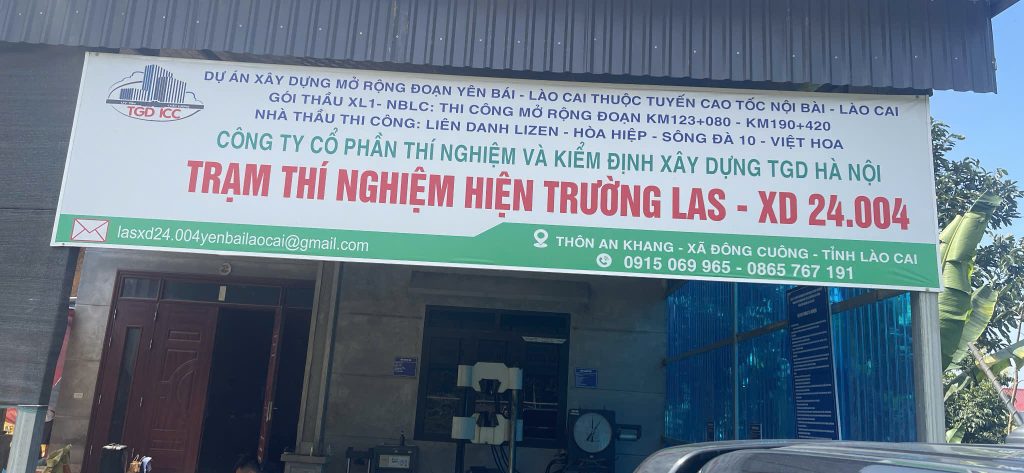 TGD ICC
DỰ ÁN XÂY DỰNG MỞ RỘNG ĐOẠN YÊN BÁI - LÀO CAI THUỘC TUYẾN CAO TỐC NỘI BÀI - LÀO CAI
GÓI THẦU XL1- NBLC: THI CÔNG MỞ RỘNG ĐOẠN KM123+080 - KM190+420
NHÀ THẦU THI CÔNG: LIÊN DANH LIZEN - HÒA HIỆP - SÔNG ĐÀ 10 - VIỆT HOA
CÔNG TY CỔ PHẦN THÍ NGHIỆM VÀ KIỂM ĐỊNH XÂY DỰNG TGD HÀ NỘI
TRẠM THÍ NGHIỆM HIỆN TRƯỜNG LAS - XD 24.004
lasxd24.004yenbailaocai@gmail.com
THÔN AN KHANG - XÃ ĐÔNG CUÔNG - TỈNH LÀO CAI
0915 069 965 - 0865 767 191